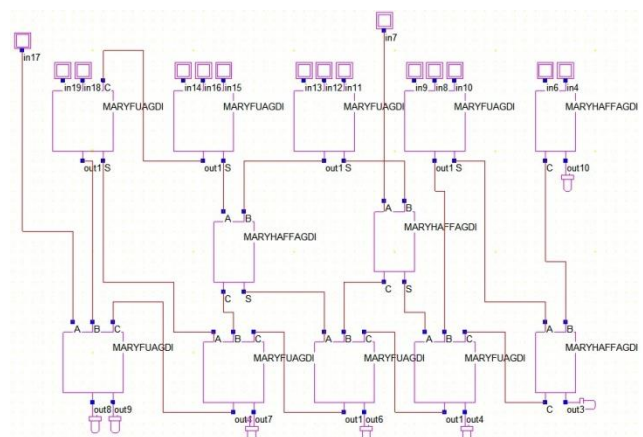 in17
in7
in19 in18 C
MARYFUAGDI
in14 in16 in15
MARYFUAGDI
in13 in12 in11
MARYFUAGDI
in9 in8 in10
MARYFUAGDI
in6 in4
MARYHAFFAGDI
out1 S
out1 S
out1 S
out1 S
C
out10
A B
MARYHAFFAGDI
C S
A B
MARYHAFFAGDI
C S
A B C
MARYFUAGDI
out8 out9
A B C
MARYFUAGDI
out7
A B C
MARYFUAGDI
out1 out6
A B C
MARYFUAGDI
out1 out4
A B
MARYHAFFAGDI
C
out3